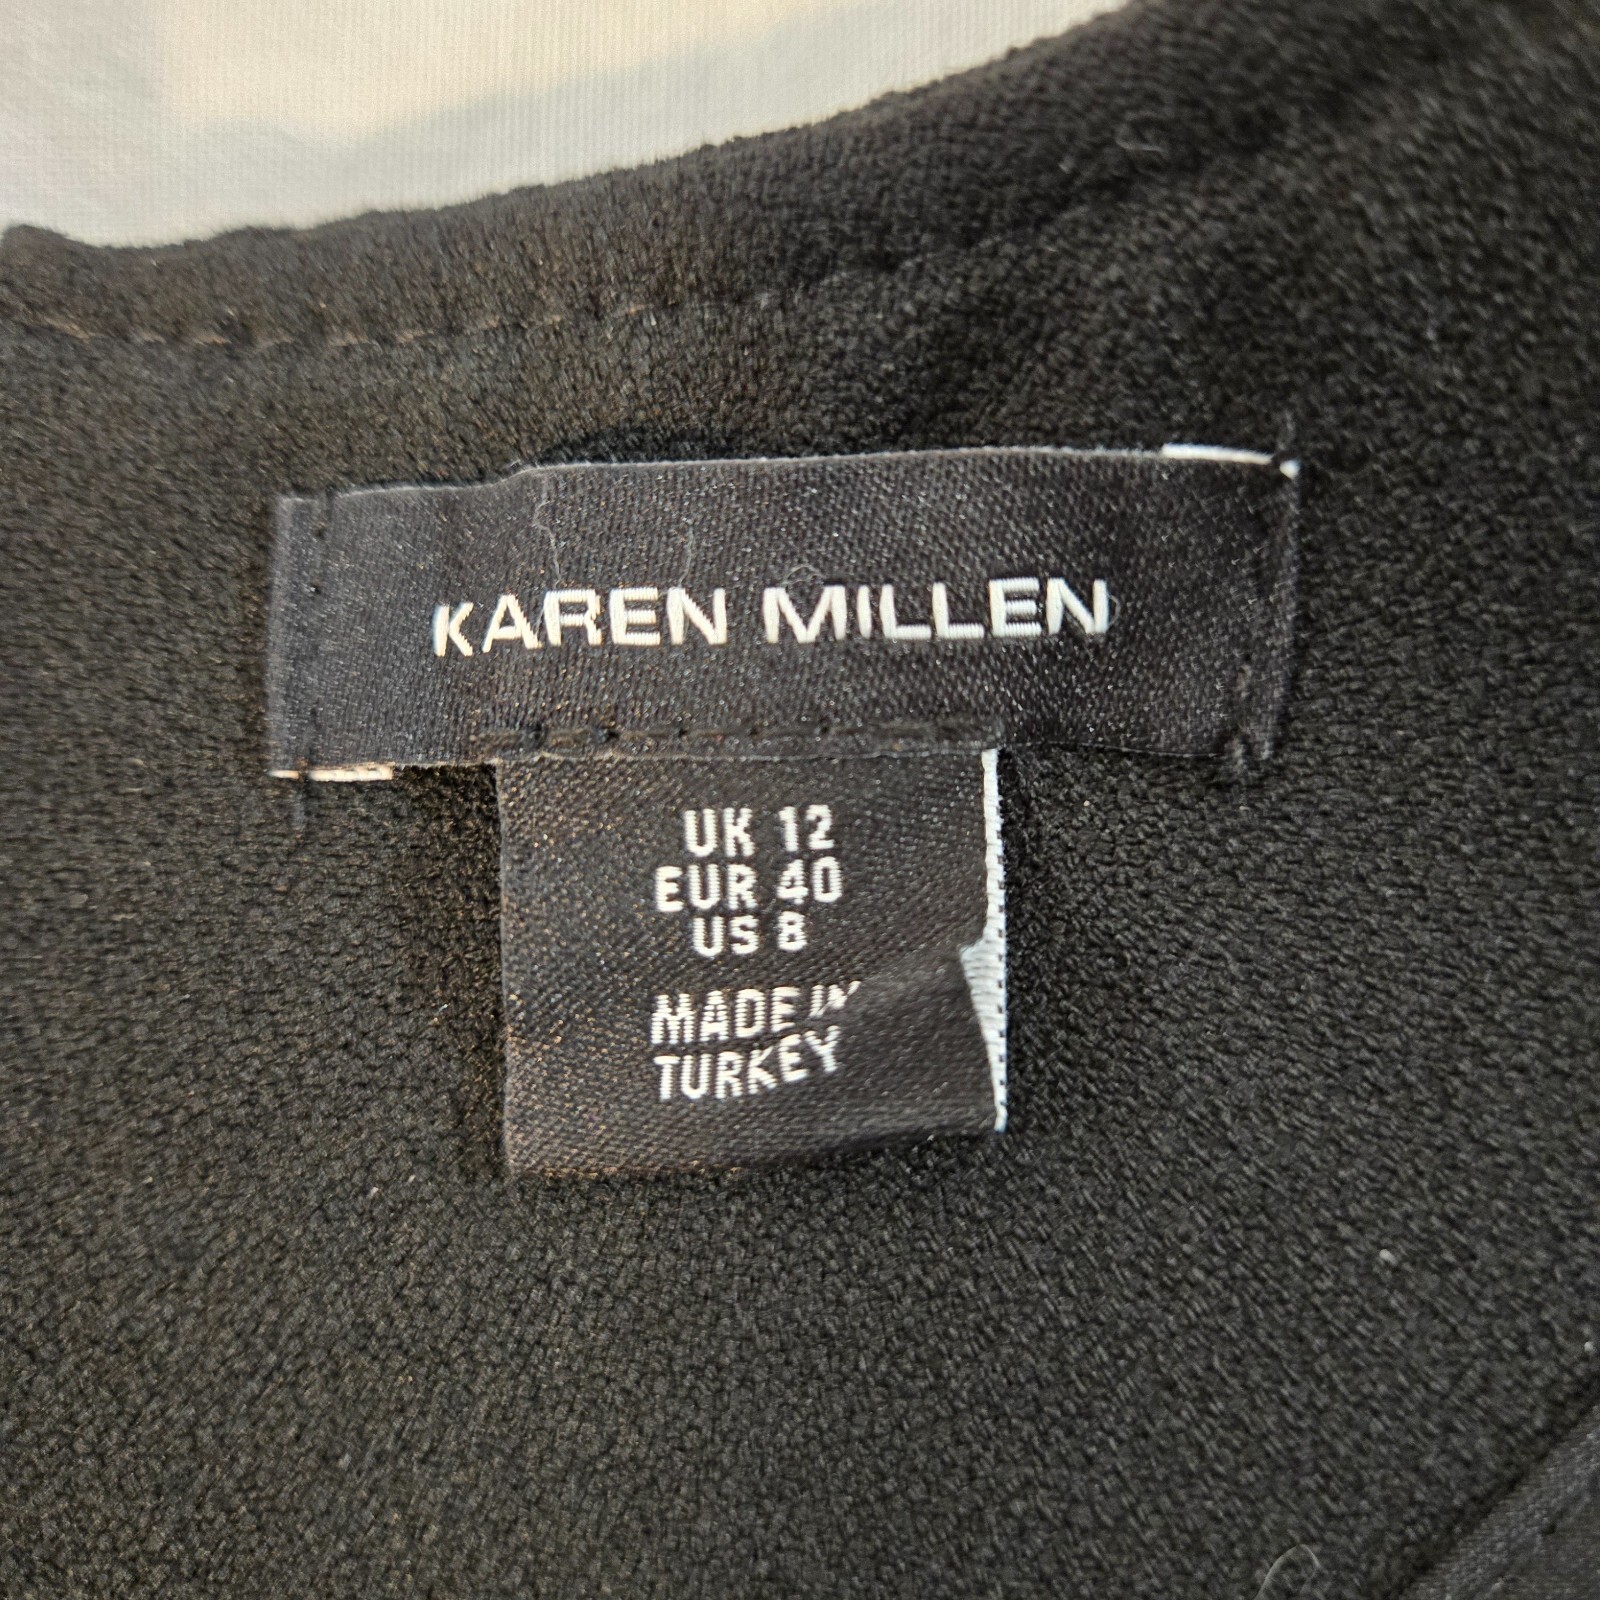 KAREN MILLEN
UK 12
EUR 40
US 8
MADE IN
TURKEY